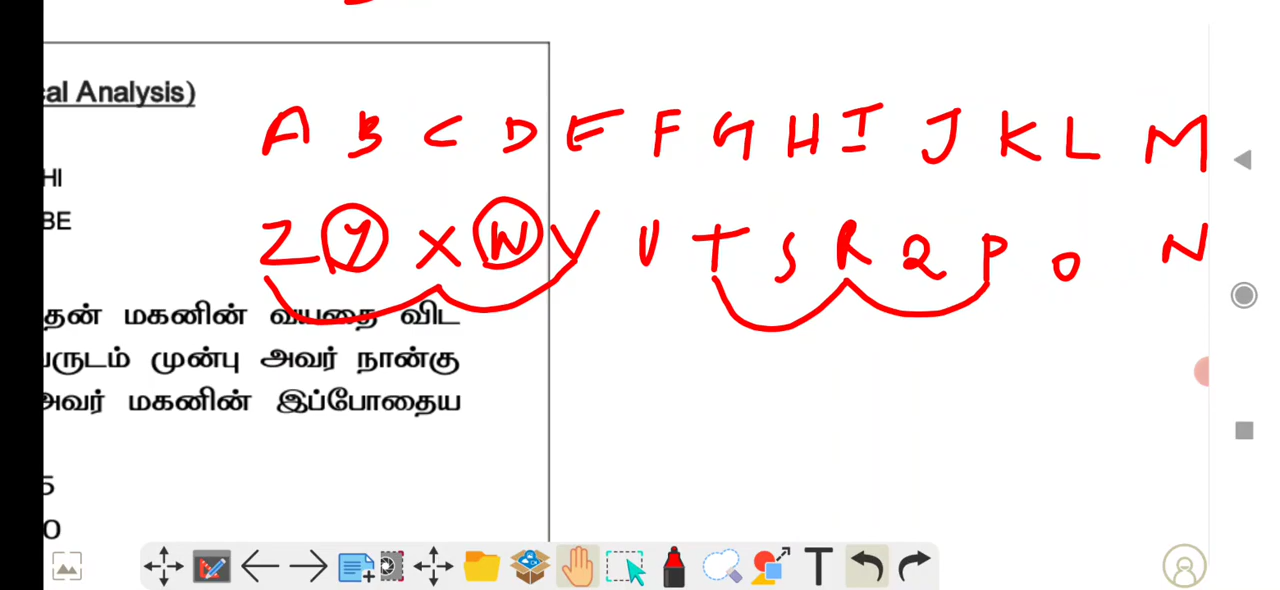 cal Analysis)
A B C D E F G H I J K L M
HI
BE
Z Y X W V U T S R Q P O N
தன் மகனின் வயதை விட
வருடம் முன்பு அவர் நான்கு
அவர் மகனின் இப்போதைய
5
0
T